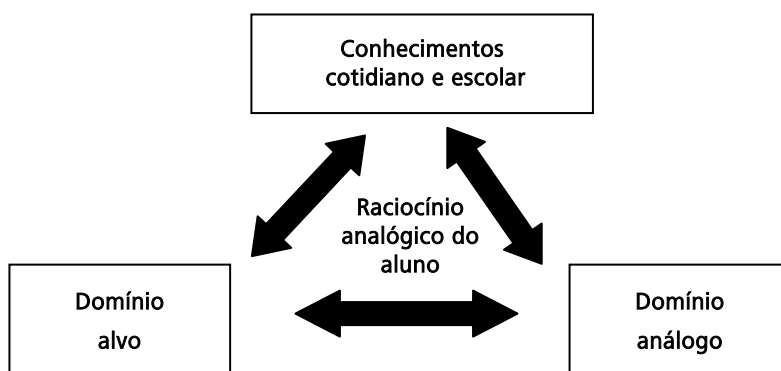 Conhecimentos
cotidiano e escolar
Raciocínio
analógico do
aluno
Domínio
alvo
Domínio
análogo